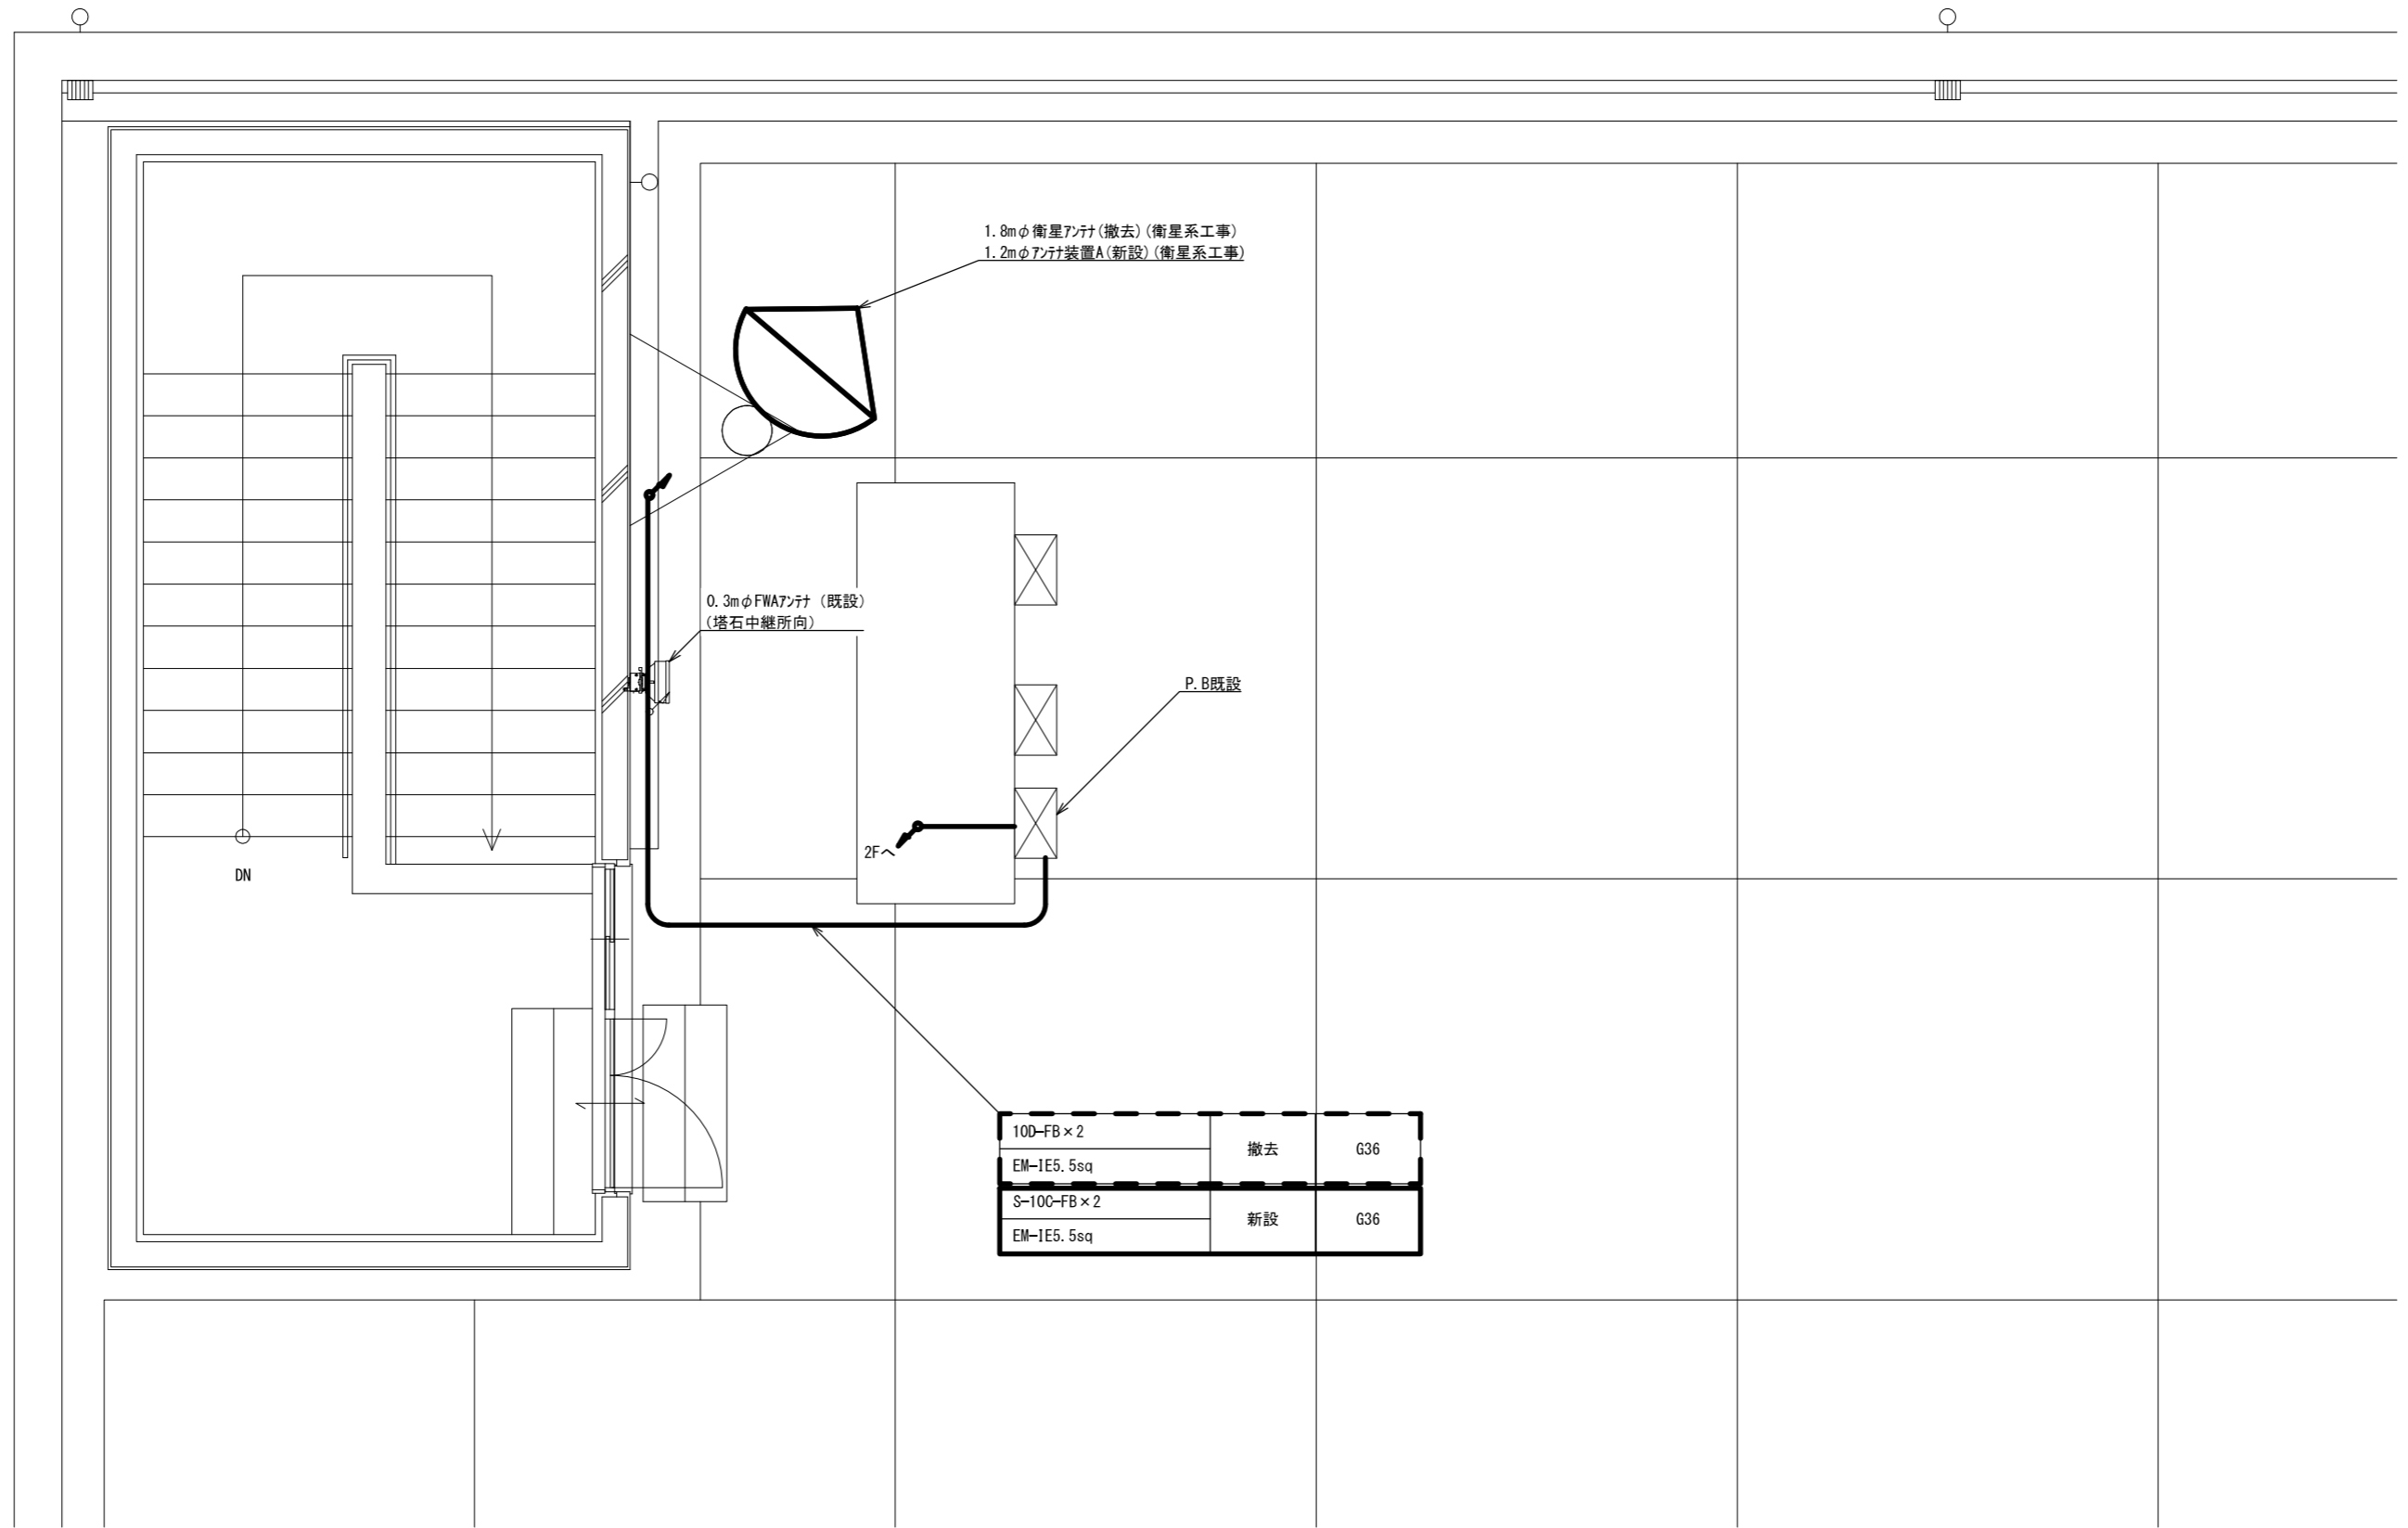 1.8mφ衛星ｱﾝﾃﾅ(撤去)(衛星系工事)
1.2mφｱﾝﾃﾅ装置A(新設)(衛星系工事)
0.3mφFWAｱﾝﾃﾅ (既設)
(塔石中継所向)
P.B既設
2Fへ
DN
10D-FB×2
撤去
G36
EM-IE5.5sq
S-10C-FB×2
新設
G36
EM-IE5.5sq